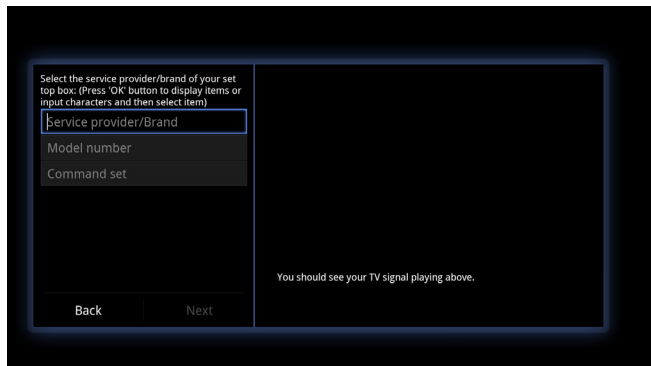 Select the service provider/brand of your set
top box: (Press 'OK' button to display items or
input characters and then select item)
Service provider/Brand
Model number
Command set
You should see your TV signal playing above.
Back
Next